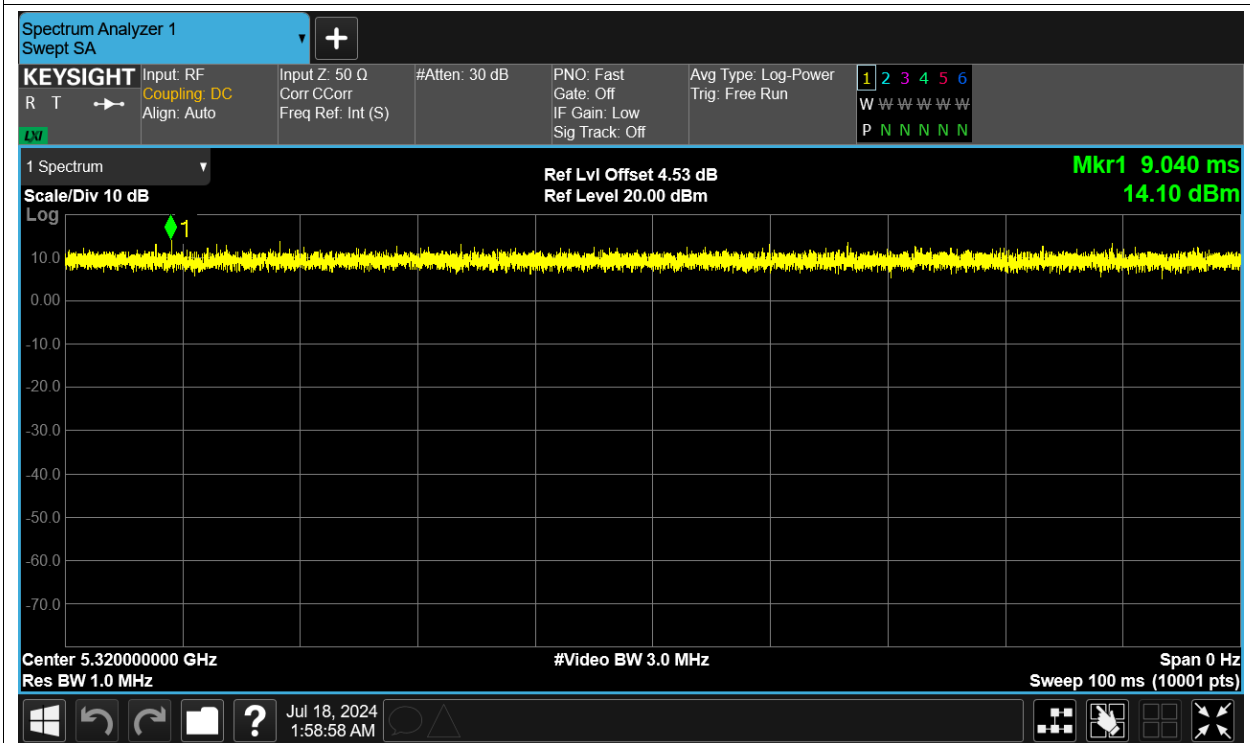 Spectrum Analyzer 1
Swept SA
KEYSIGHT
R T
LXI
Input: RF
Coupling: DC
Align: Auto
Input Z: 50 Ω
Corr CCorr
Freq Ref: Int (S)
#Atten: 30 dB
PNO: Fast
Gate: Off
IF Gain: Low
Sig Track: Off
Avg Type: Log-Power
Trig: Free Run
1 2 3 4 5 6
W W W W W W
P N N N N N
1 Spectrum
Scale/Div 10 dB
Ref Lvl Offset 4.53 dB
Ref Level 20.00 dBm
Mkr1 9.040 ms
14.10 dBm
Log
1
10.0
0.00
-10.0
-20.0
-30.0
-40.0
-50.0
-60.0
-70.0
Center 5.320000000 GHz
#Video BW 3.0 MHz
Span 0 Hz
Res BW 1.0 MHz
Sweep 100 ms (10001 pts)
?
Jul 18, 2024
1:58:58 AM